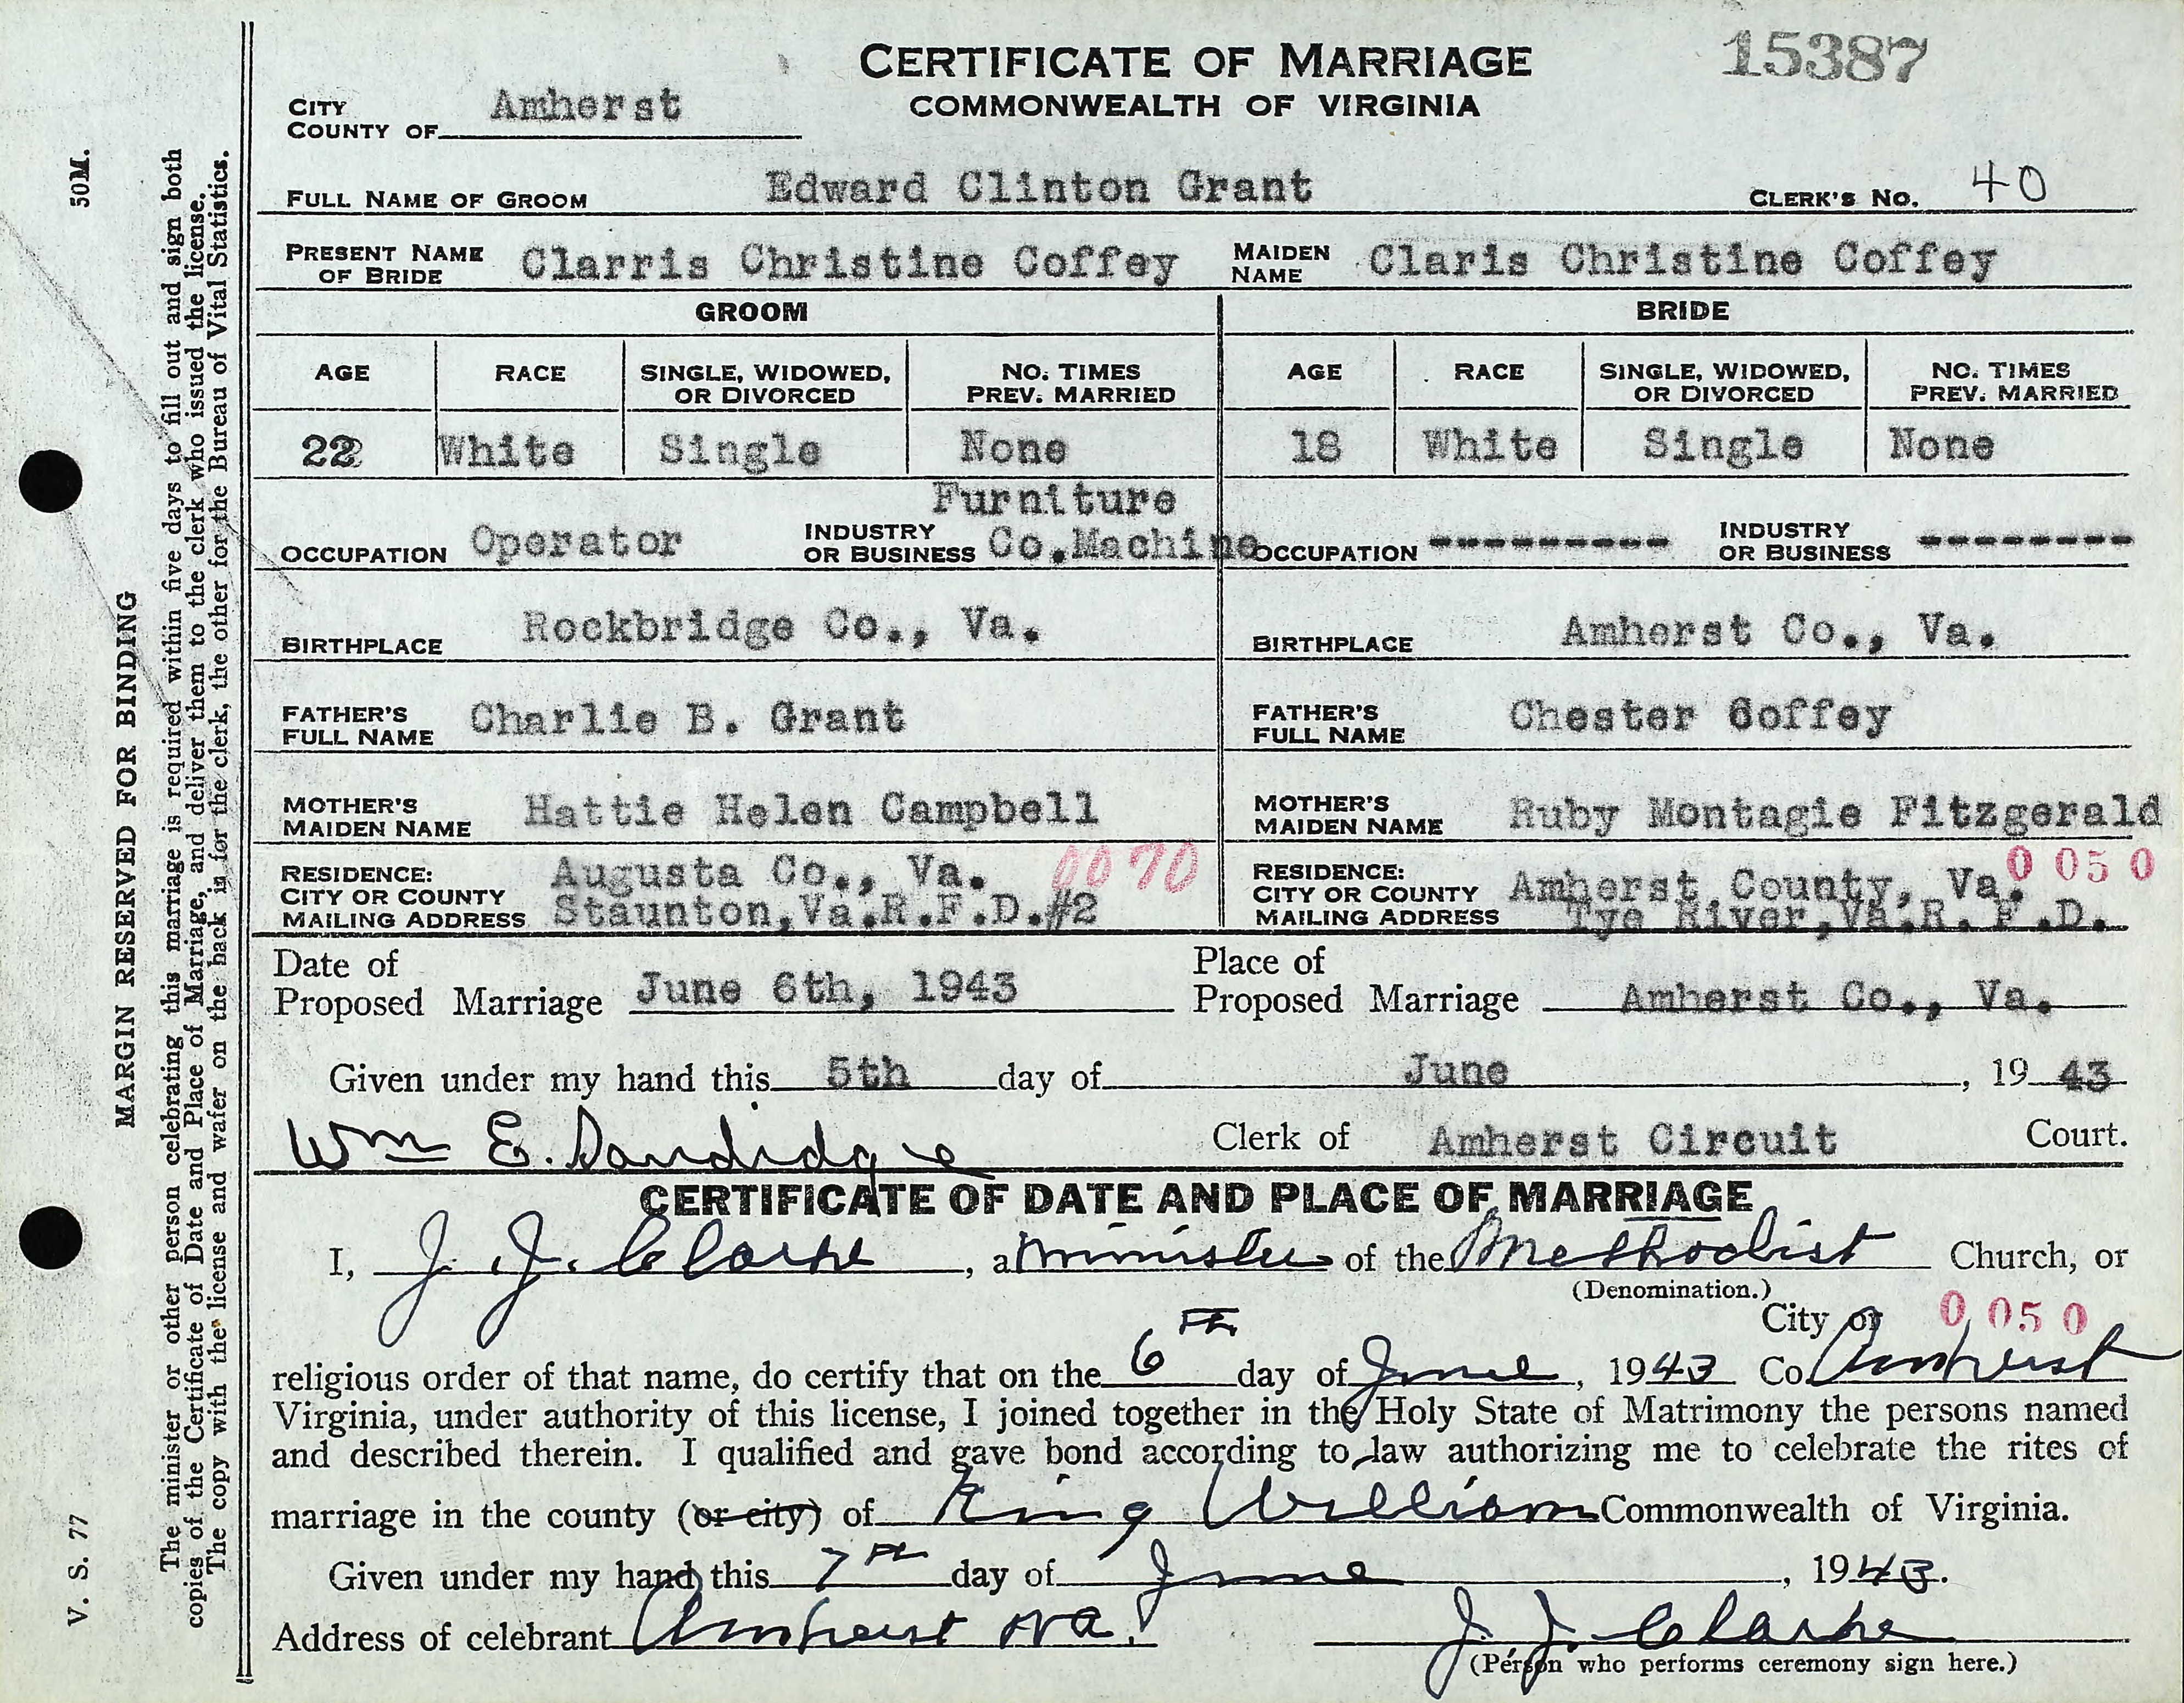 CERTIFICATE OF MARRIAGE
COMMONWEALTH OF VIRGINIA
15387
CITY
COUNTY OF Amherst
FULL NAME OF GROOM Edward Clinton Grant CLERK'S NO. 40
PRESENT NAME OF BRIDE Clarris Christine Coffey MAIDEN NAME Claris Christine Coffey
GROOM BRIDE
AGE RACE SINGLE, WIDOWED, OR DIVORCED NO. TIMES PREV. MARRIED AGE RACE SINGLE, WIDOWED, OR DIVORCED NO. TIMES PREV. MARRIED
22 White Single None 18 White Single None
OCCUPATION Operator INDUSTRY OR BUSINESS Furniture Co.Machine OCCUPATION --------- INDUSTRY OR BUSINESS --------
BIRTHPLACE Rockbridge Co., Va. BIRTHPLACE Amherst Co., Va.
FATHER'S FULL NAME Charlie B. Grant FATHER'S FULL NAME Chester Coffey
MOTHER'S MAIDEN NAME Hattie Helen Campbell MOTHER'S MAIDEN NAME Ruby Montagie Fitzgerald
RESIDENCE: CITY OR COUNTY Augusta Co., Va. 0070 RESIDENCE: CITY OR COUNTY Amherst County, Va. 0050
MAILING ADDRESS Staunton,Va.R.F.D.#2 MAILING ADDRESS Tye River,Va.R.F.D.
Date of Proposed Marriage June 6th, 1943 Place of Proposed Marriage Amherst Co., Va.
Given under my hand this 5th day of June, 1943
Wm E. Sandidge Clerk of Amherst Circuit Court.
CERTIFICATE OF DATE AND PLACE OF MARRIAGE
I, J. J. Clarke, a minister of the Methodist Church, or
(Denomination.)
City or 0050
religious order of that name, do certify that on the 6th day of June, 1943 Co. Amherst
Virginia, under authority of this license, I joined together in the Holy State of Matrimony the persons named
and described therein. I qualified and gave bond according to law authorizing me to celebrate the rites of
marriage in the county (or city) of King William Commonwealth of Virginia.
Given under my hand this 7th day of June, 1943.
Address of celebrant Amherst Va. J. J. Clarke
(Person who performs ceremony sign here.)
V. S. 77 50M.
MARGIN RESERVED FOR BINDING
The minister or other person celebrating this marriage is required within five days to fill out and sign both
copies of the Certificate of Date and Place of Marriage, and deliver them to the clerk who issued the license.
The copy with the license and wafer on the back is for the clerk, the other for the Bureau of Vital Statistics.